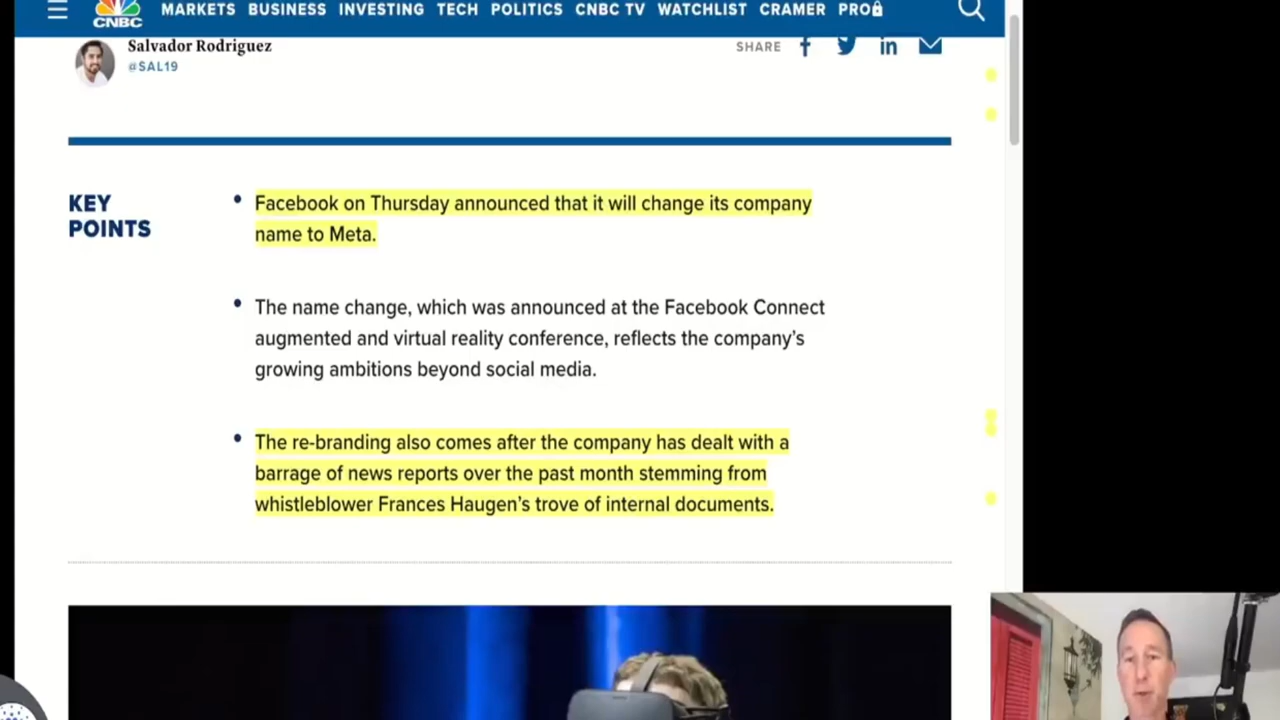 CNBC
MARKETS BUSINESS INVESTING TECH POLITICS CNBC TV WATCHLIST CRAMER PRO
Salvador Rodriguez
@SAL19
SHARE
KEY
POINTS
Facebook on Thursday announced that it will change its company
name to Meta.
The name change, which was announced at the Facebook Connect
augmented and virtual reality conference, reflects the company's
growing ambitions beyond social media.
The re-branding also comes after the company has dealt with a
barrage of news reports over the past month stemming from
whistleblower Frances Haugen's trove of internal documents.